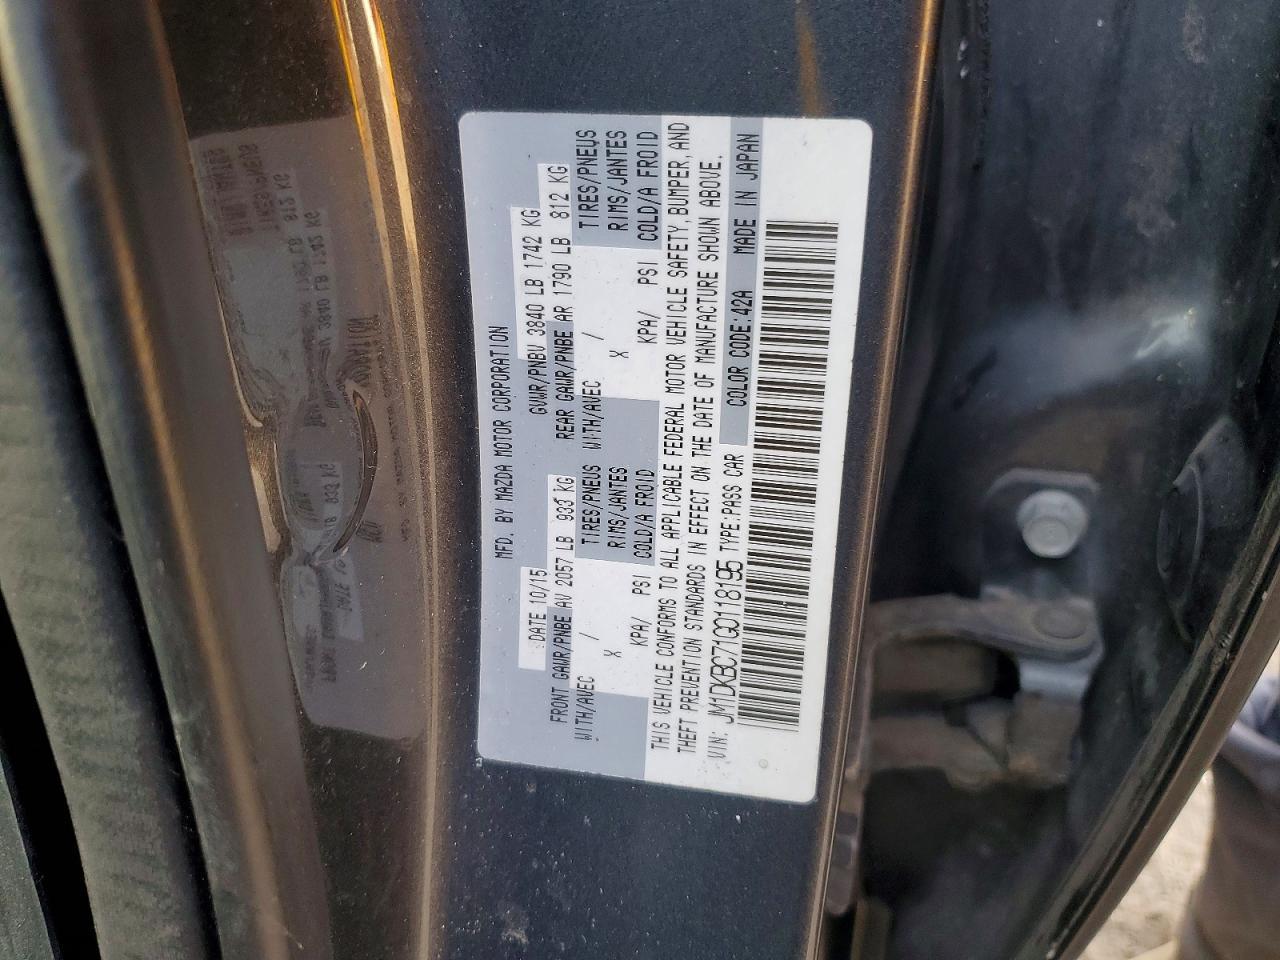 MFD. BY MAZDA MOTOR CORPORATION
DATE 10/15 GVWR/PNBV 3840 LB 1742 KG
FRONT GAWR/PNBE AV 2057 LB 933 KG REAR GAWR/PNBE AR 1790 LB 812 KG
WITH/AVEC / TIRES/PNEUS WITH/AVEC / TIRES/PNEUS
X RIMS/JANTES X RIMS/JANTES
KPA/ PSI COLD/A FROID KPA/ PSI COLD/A FROID
THIS VEHICLE CONFORMS TO ALL APPLICABLE FEDERAL MOTOR VEHICLE SAFETY, BUMPER, AND
THEFT PREVENTION STANDARDS IN EFFECT ON THE DATE OF MANUFACTURE SHOWN ABOVE.
VIN: JM1DKBC71G0118195 TYPE:PASS CAR COLOR CODE:42A MADE IN JAPAN